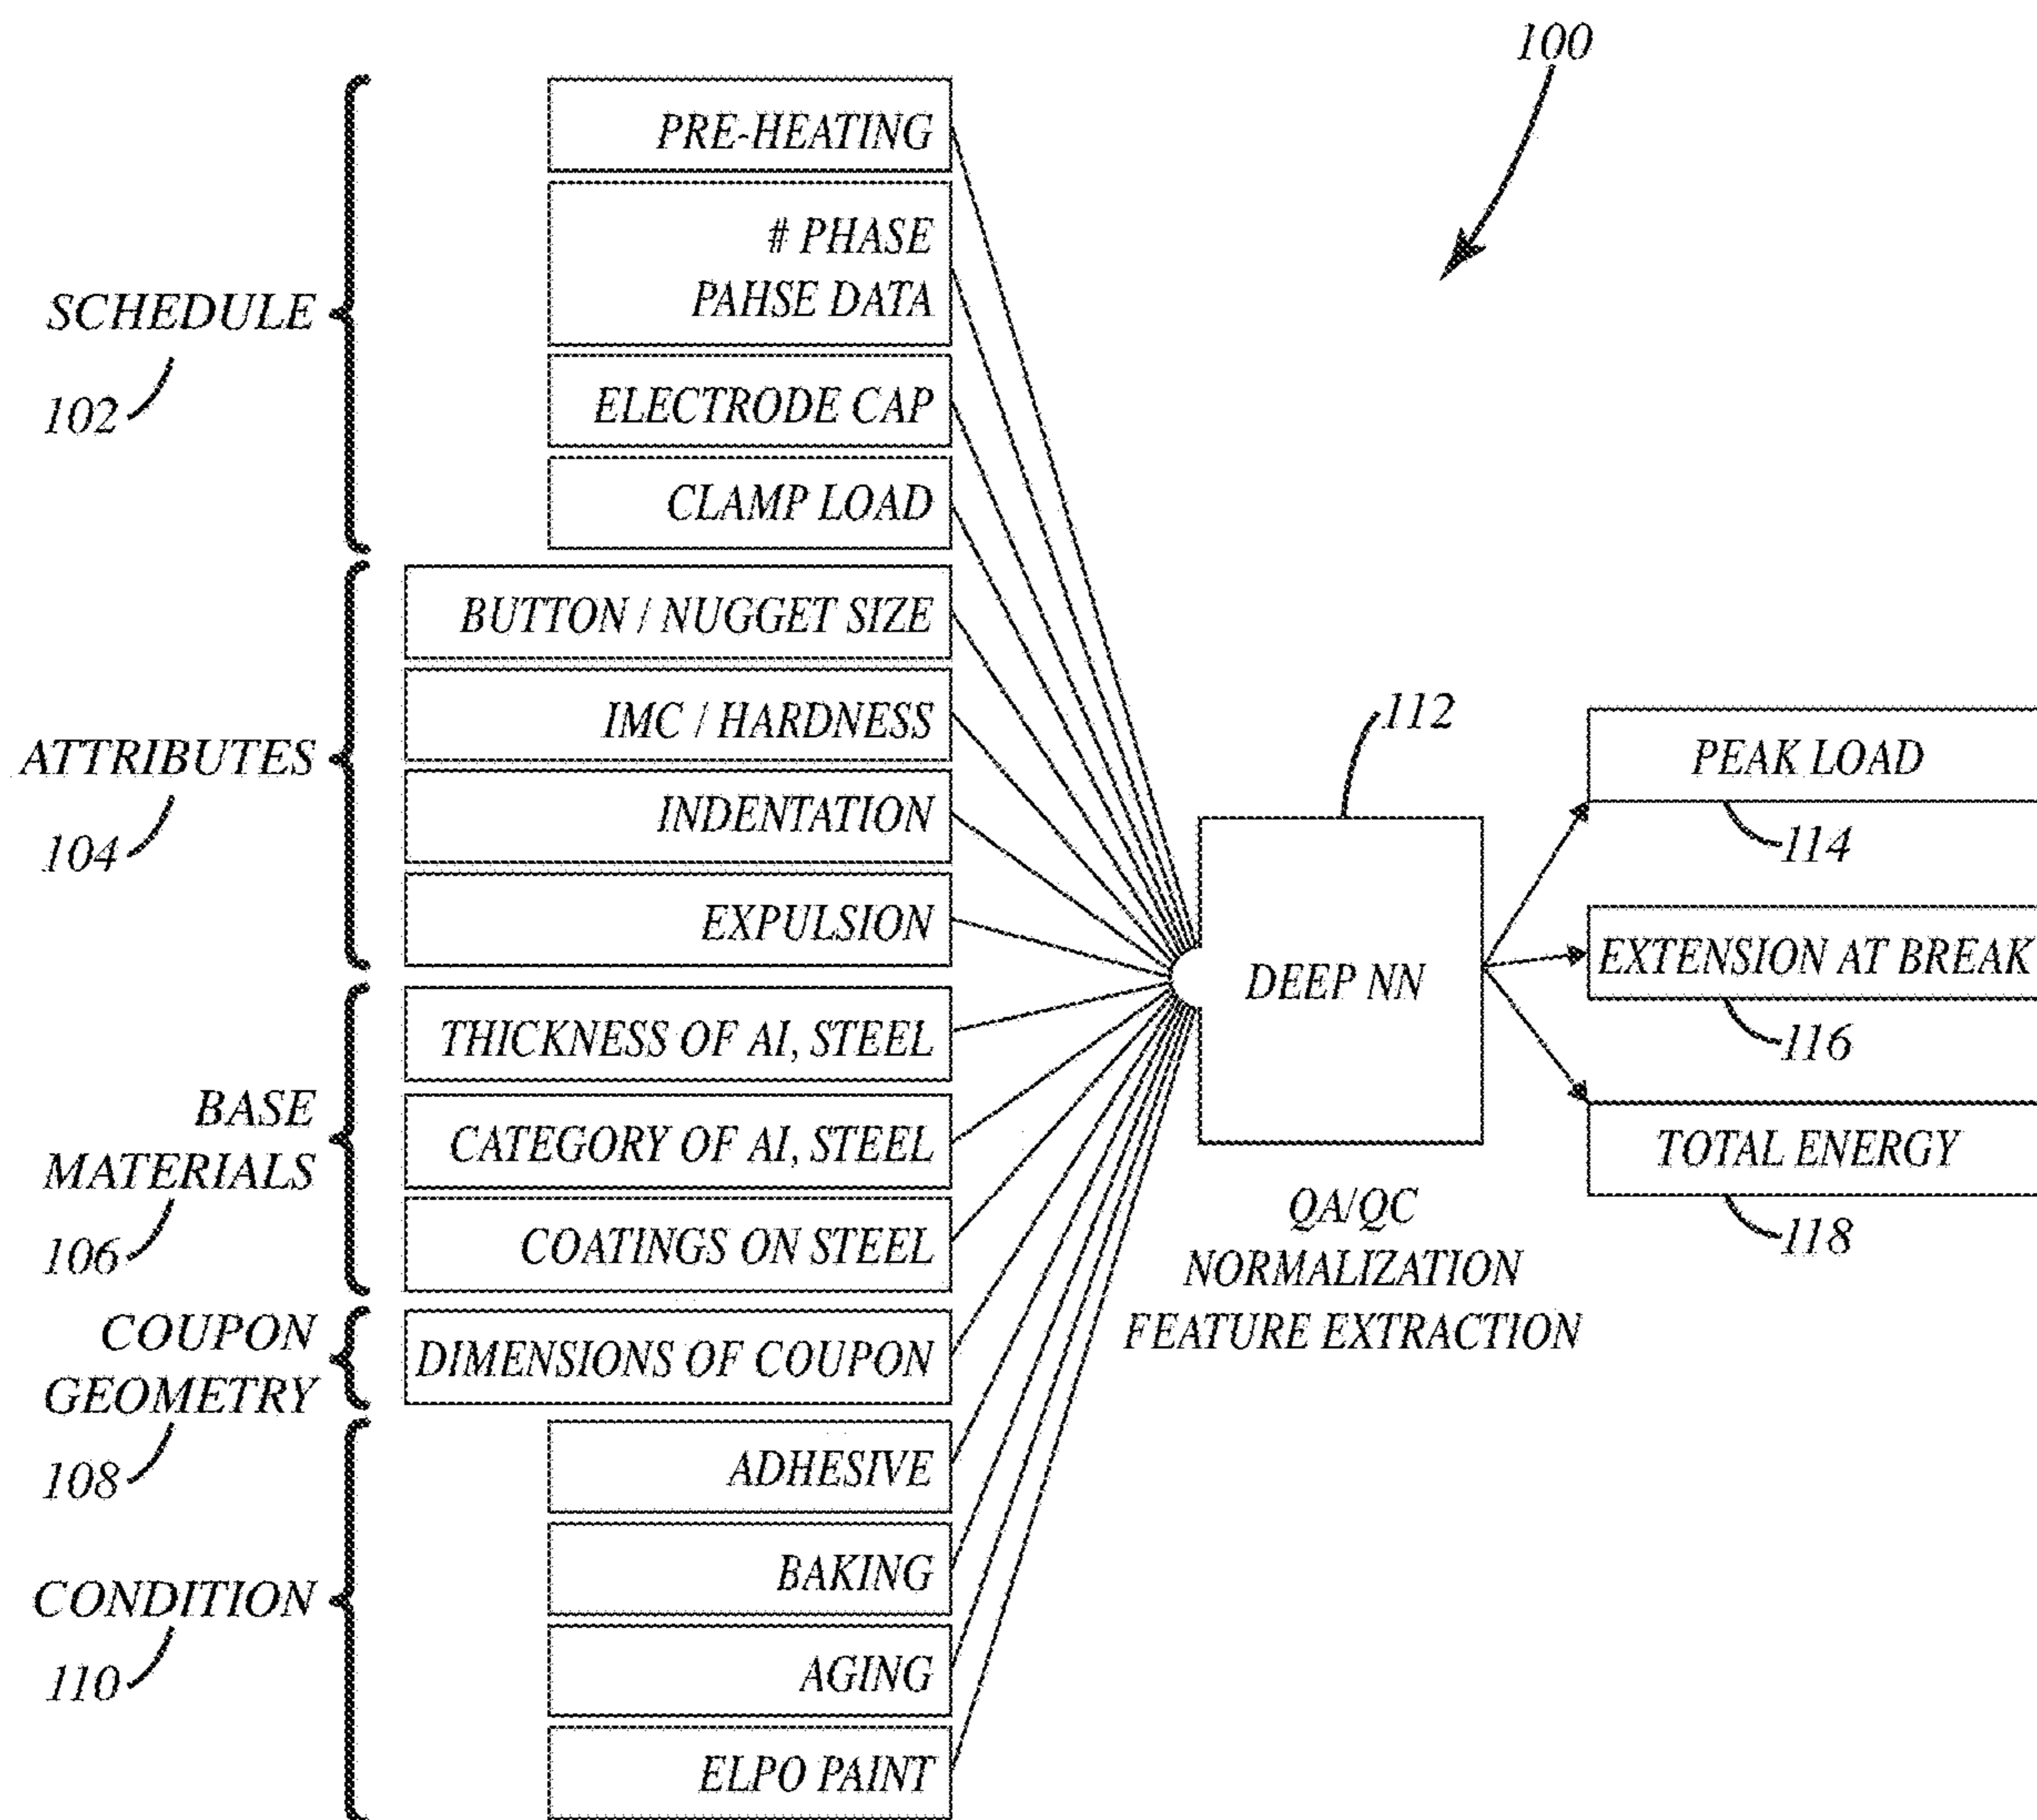 100
PRE-HEATING
# PHASE
PAHSE DATA
ELECTRODE CAP
CLAMP LOAD
SCHEDULE
102
BUTTON / NUGGET SIZE
IMC / HARDNESS
INDENTATION
EXPULSION
ATTRIBUTES
104
THICKNESS OF AI, STEEL
CATEGORY OF AI, STEEL
COATINGS ON STEEL
BASE
MATERIALS
106
DIMENSIONS OF COUPON
COUPON
GEOMETRY
108
ADHESIVE
BAKING
AGING
ELPO PAINT
CONDITION
110
112
DEEP NN
QA/QC
NORMALIZATION
FEATURE EXTRACTION
PEAK LOAD
114
EXTENSION AT BREAK
116
TOTAL ENERGY
118